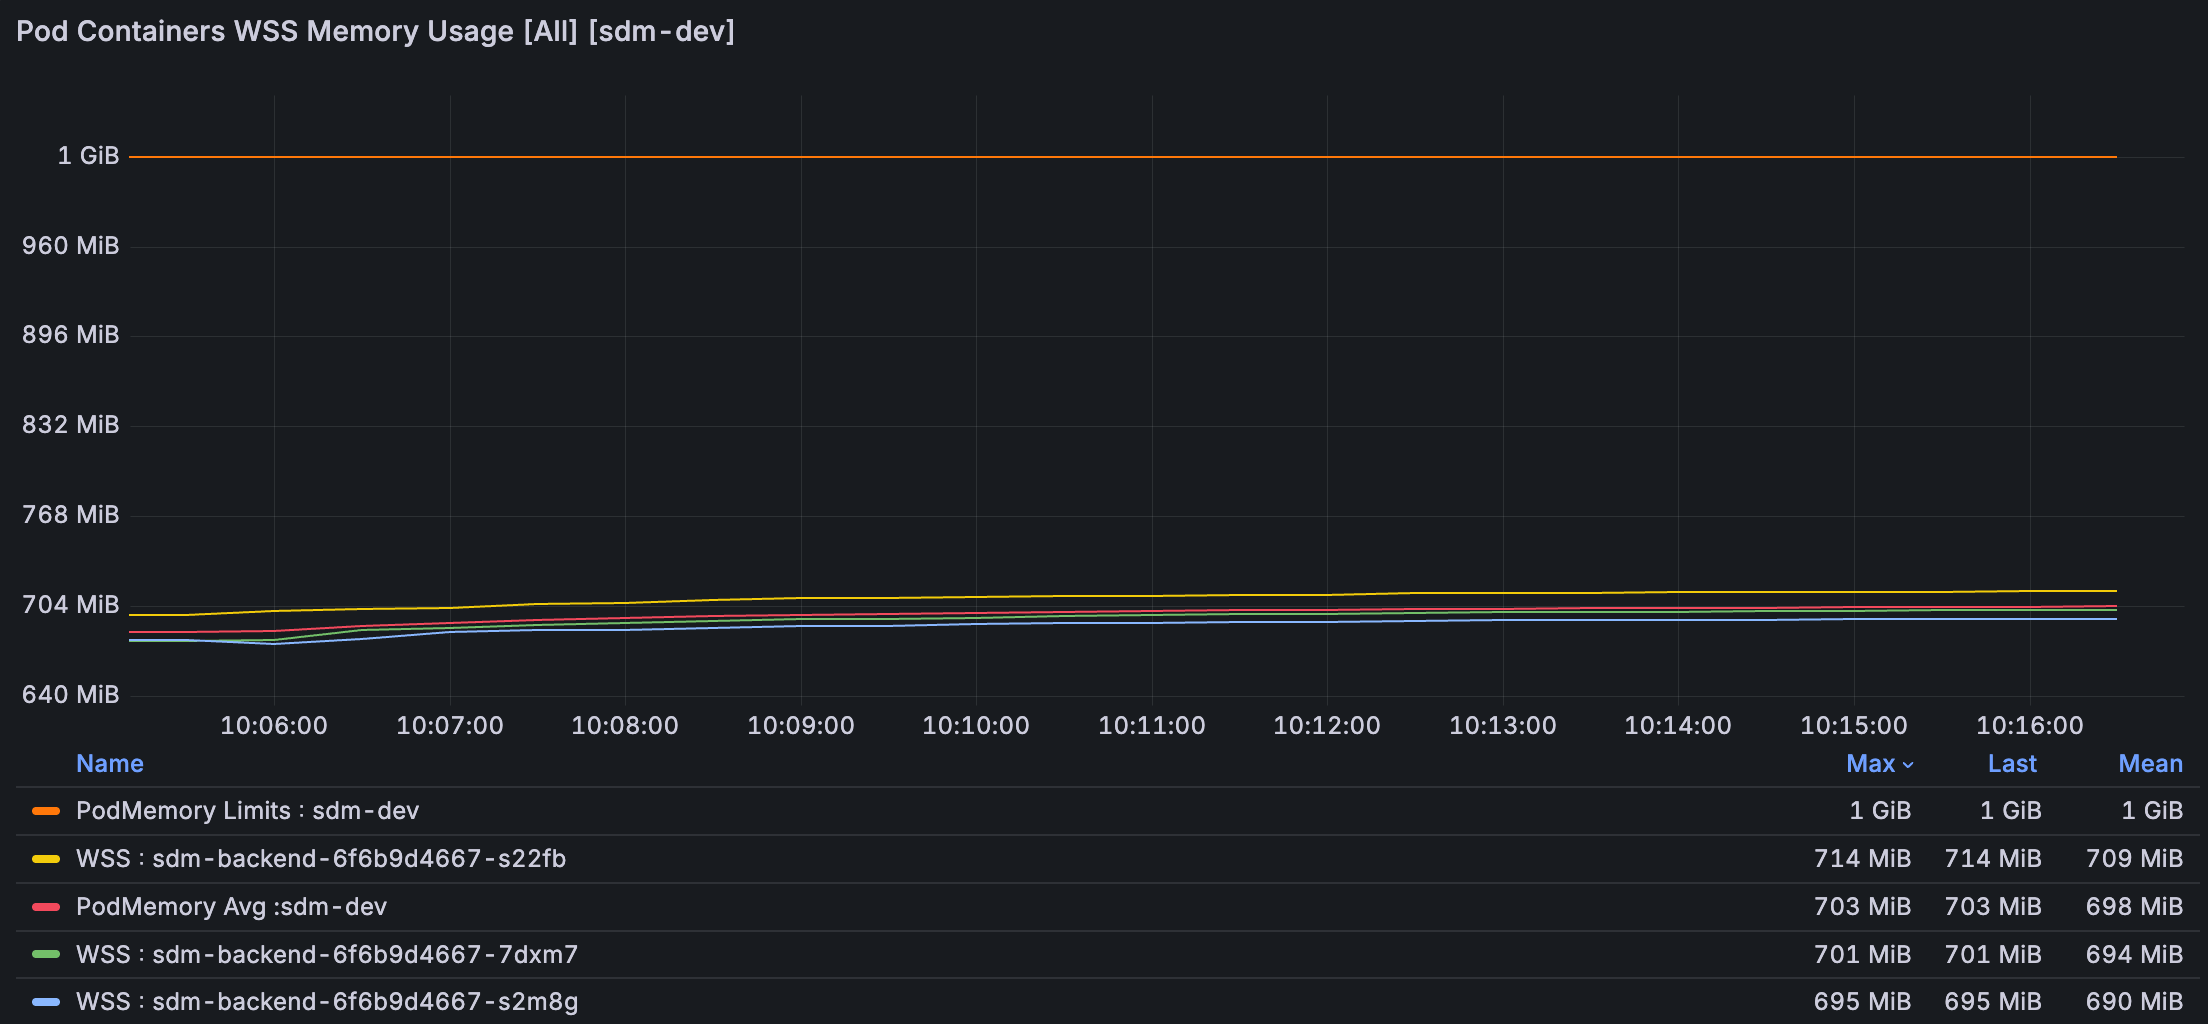 Pod Containers WSS Memory Usage [All] [sdm-dev]
1 GiB
960 MiB
896 MiB
832 MiB
768 MiB
704 MiB
640 MiB
10:06:00 10:07:00 10:08:00 10:09:00 10:10:00 10:11:00 10:12:00 10:13:00 10:14:00 10:15:00 10:16:00
Name Max Last Mean
PodMemory Limits : sdm-dev 1 GiB 1 GiB 1 GiB
WSS : sdm-backend-6f6b9d4667-s22fb 714 MiB 714 MiB 709 MiB
PodMemory Avg :sdm-dev 703 MiB 703 MiB 698 MiB
WSS : sdm-backend-6f6b9d4667-7dxm7 701 MiB 701 MiB 694 MiB
WSS : sdm-backend-6f6b9d4667-s2m8g 695 MiB 695 MiB 690 MiB